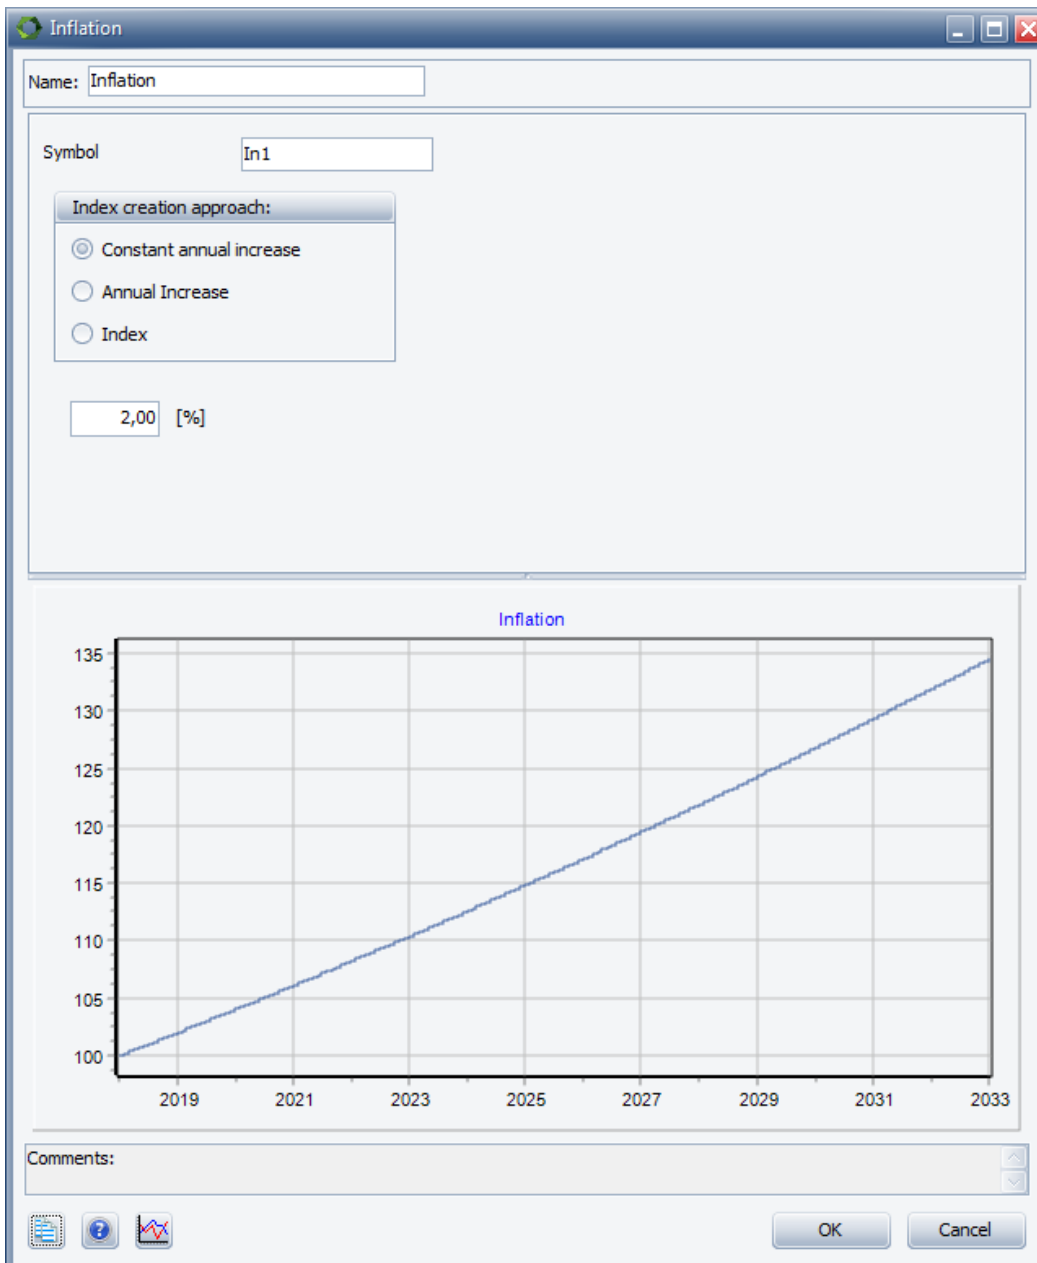 Inflation
Name: Inflation
Symbol In1
Index creation approach:
Constant annual increase
Annual Increase
Index
2,00 [%]
Inflation
135
130
125
120
115
110
105
100
2019 2021 2023 2025 2027 2029 2031 2033
Comments:
OK Cancel